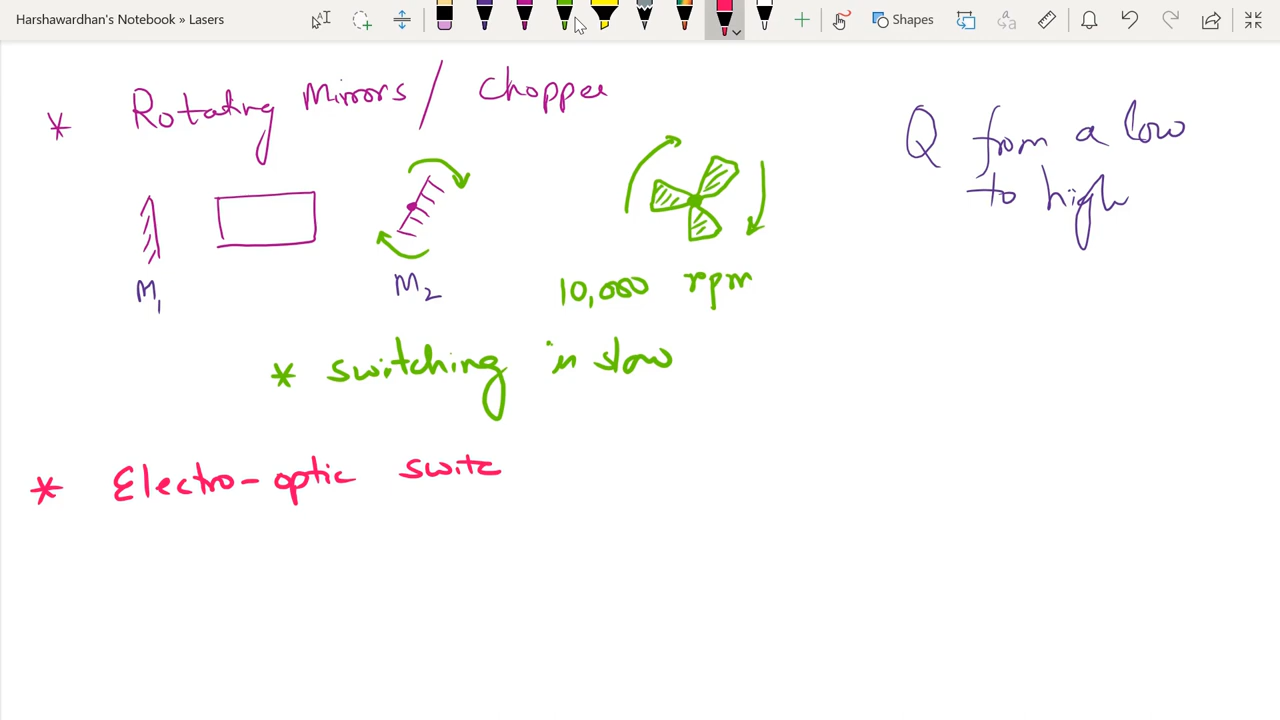 Harshawardhan's Notebook » Lasers
Shapes
* Rotating Mirrors / Chopper
Q from a low
to high
M1
M2
10,000 rpm
* switching is slow
* Electro-optic switc